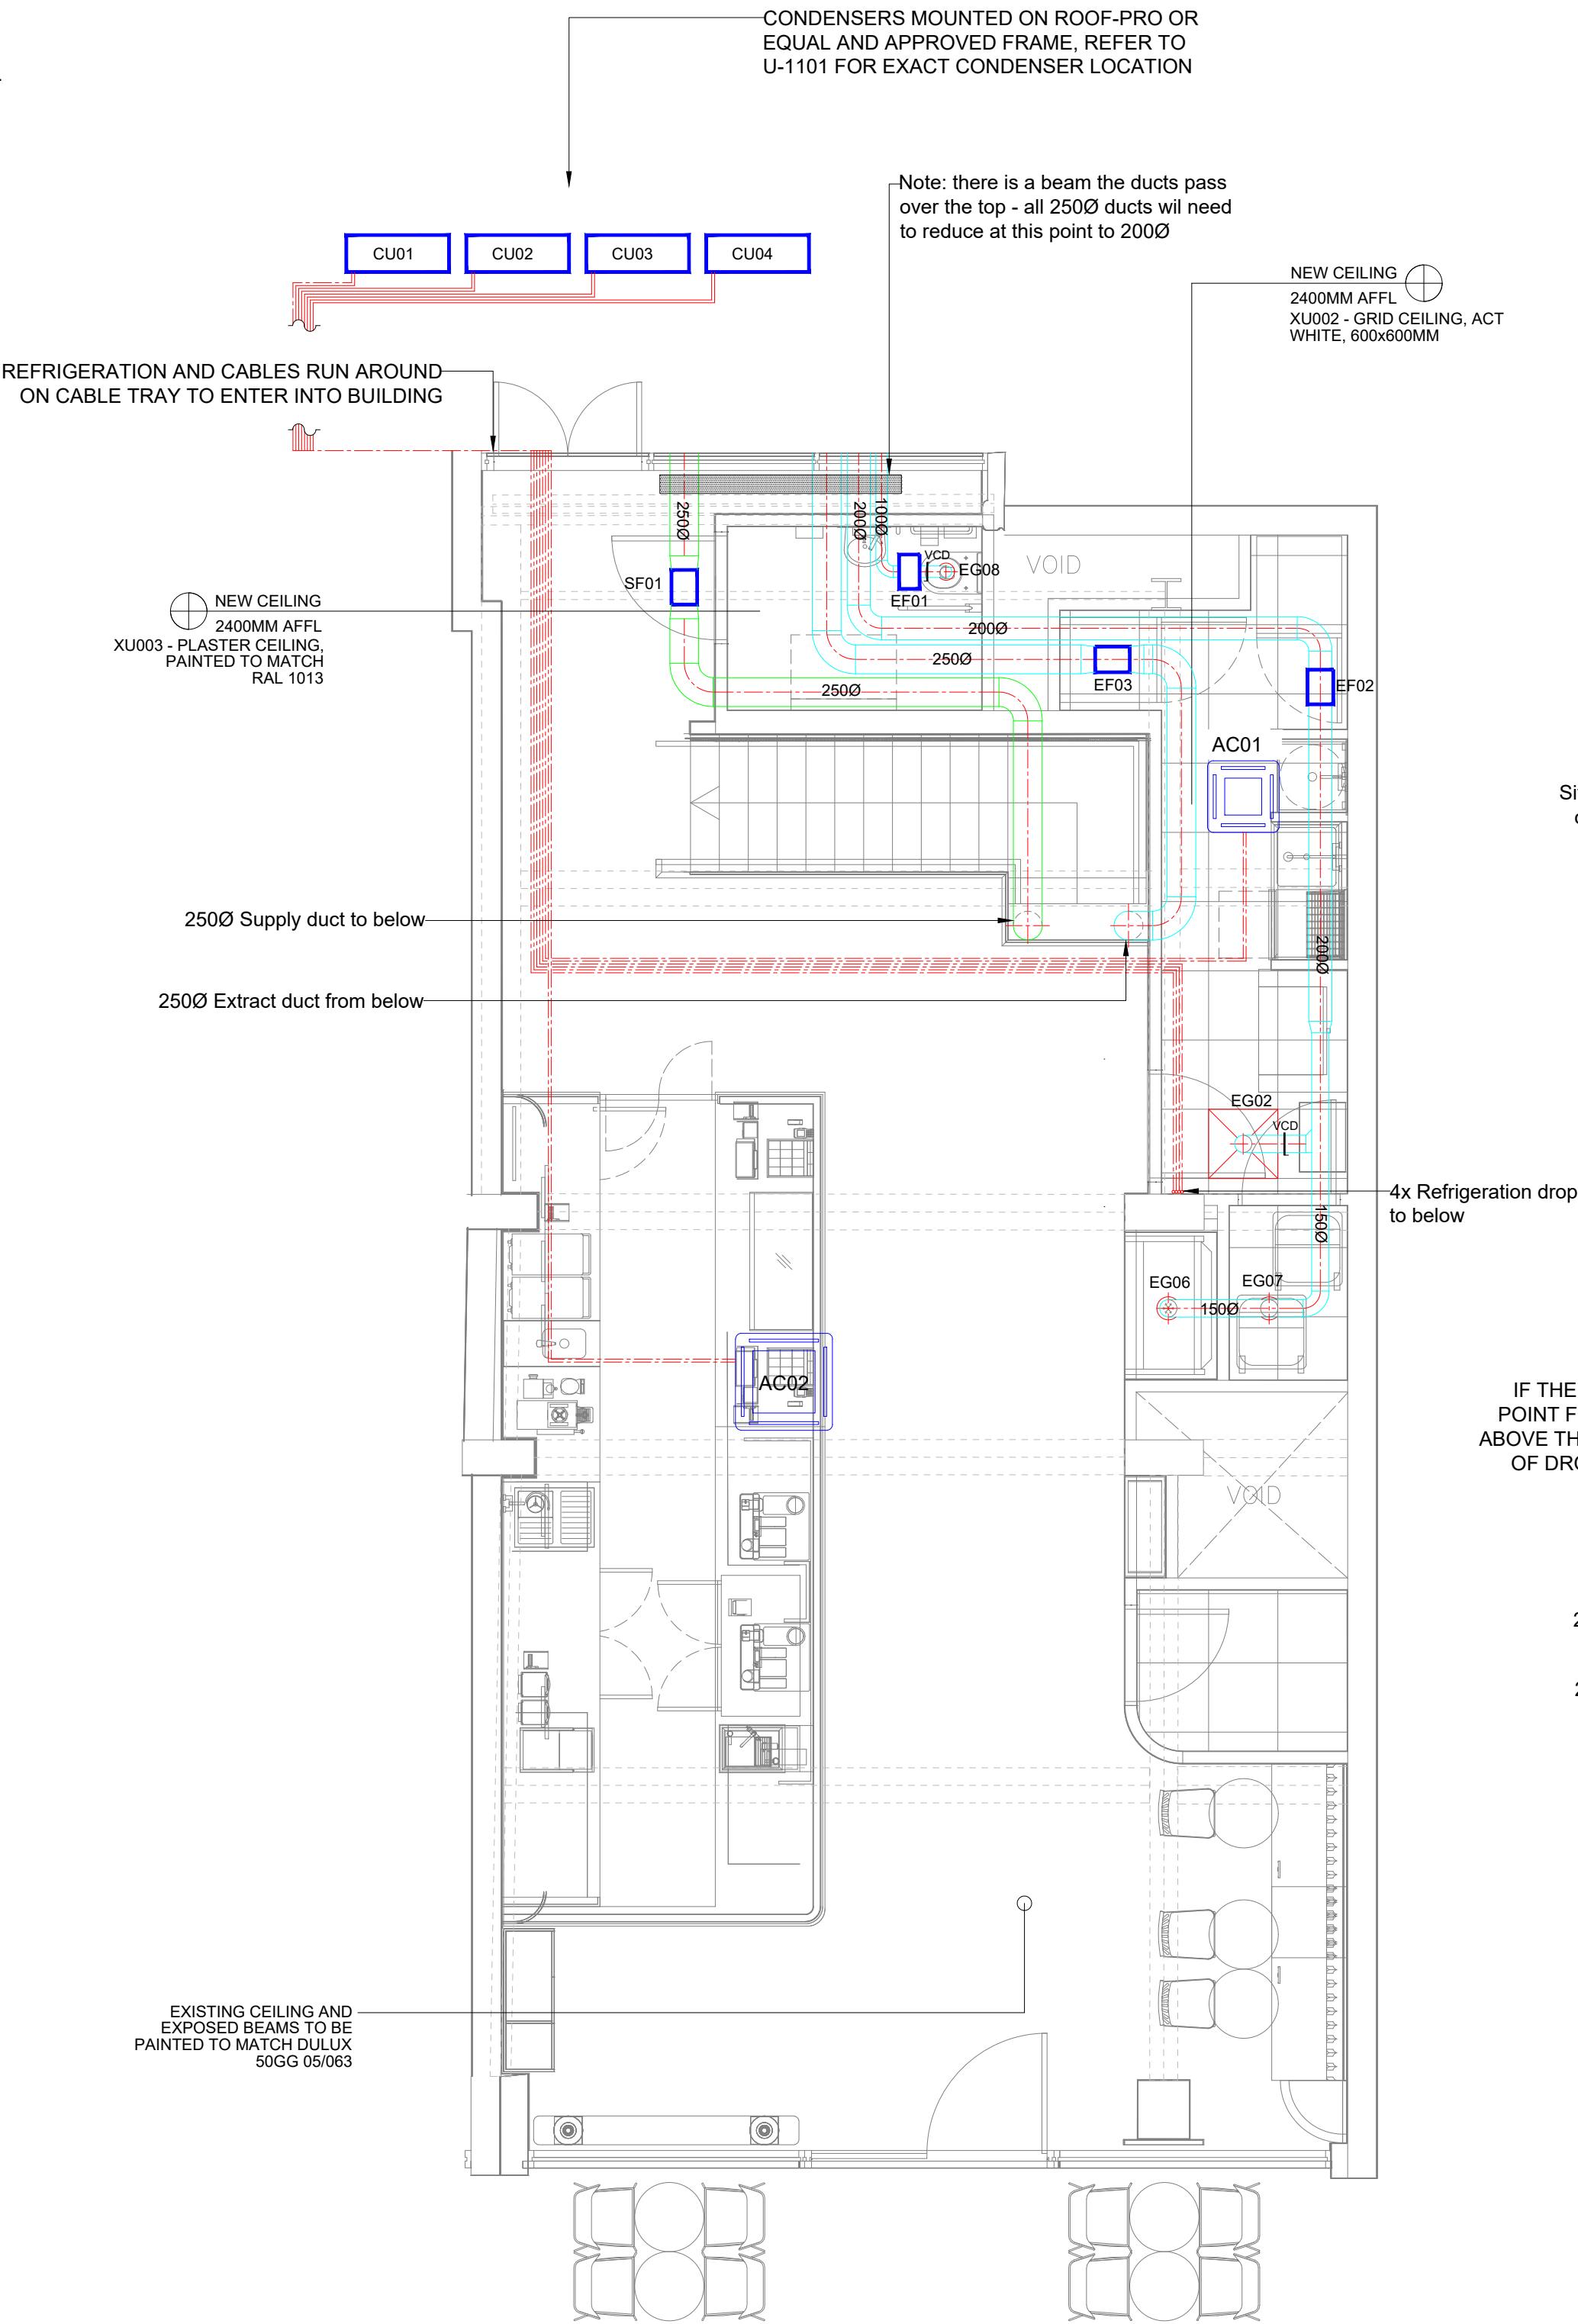 CONDENSERS MOUNTED ON ROOF-PRO OR
EQUAL AND APPROVED FRAME, REFER TO
U-1101 FOR EXACT CONDENSER LOCATION
Note: there is a beam the ducts pass
over the top - all 250Ø ducts wil need
to reduce at this point to 200Ø
CU01
CU02
CU03
CU04
NEW CEILING
2400MM AFFL
XU002 - GRID CEILING, ACT
WHITE, 600x600MM
REFRIGERATION AND CABLES RUN AROUND
ON CABLE TRAY TO ENTER INTO BUILDING
250Ø
200Ø
100Ø
VCD
EG08
VOID
SF01
EF01
NEW CEILING
2400MM AFFL
XU003 - PLASTER CEILING,
PAINTED TO MATCH
RAL 1013
200Ø
250Ø
EF03
EF02
250Ø
AC01
250Ø Supply duct to below
200Ø
250Ø Extract duct from below
EG02
VCD
4x Refrigeration drop
to below
150Ø
EG06
EG07
150Ø
AC02
IF THE
POINT F
ABOVE TH
VOID
EXISTING CEILING AND
EXPOSED BEAMS TO BE
PAINTED TO MATCH DULUX
50GG 05/063